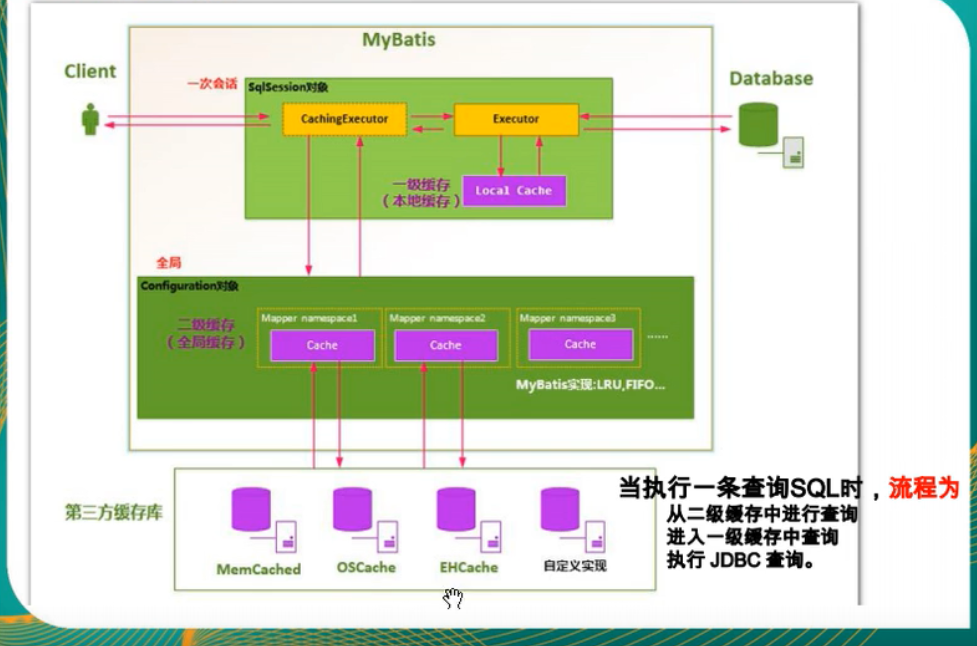 MyBatis
Client
一次会话
SqlSession对象
Database
CachingExecutor
Executor
一级缓存
(本地缓存)
Local Cache
全局
Configuration对象
二级缓存
(全局缓存)
Mapper namespace1
Cache
Mapper namespace2
Cache
Mapper namespace3
Cache
......
MyBatis实现:LRU,FIFO...
第三方缓存库
MemCached
OSCache
EHCache
自定义实现
当执行一条查询SQL时，流程为
从二级缓存中进行查询
进入一级缓存中查询
执行 JDBC 查询。